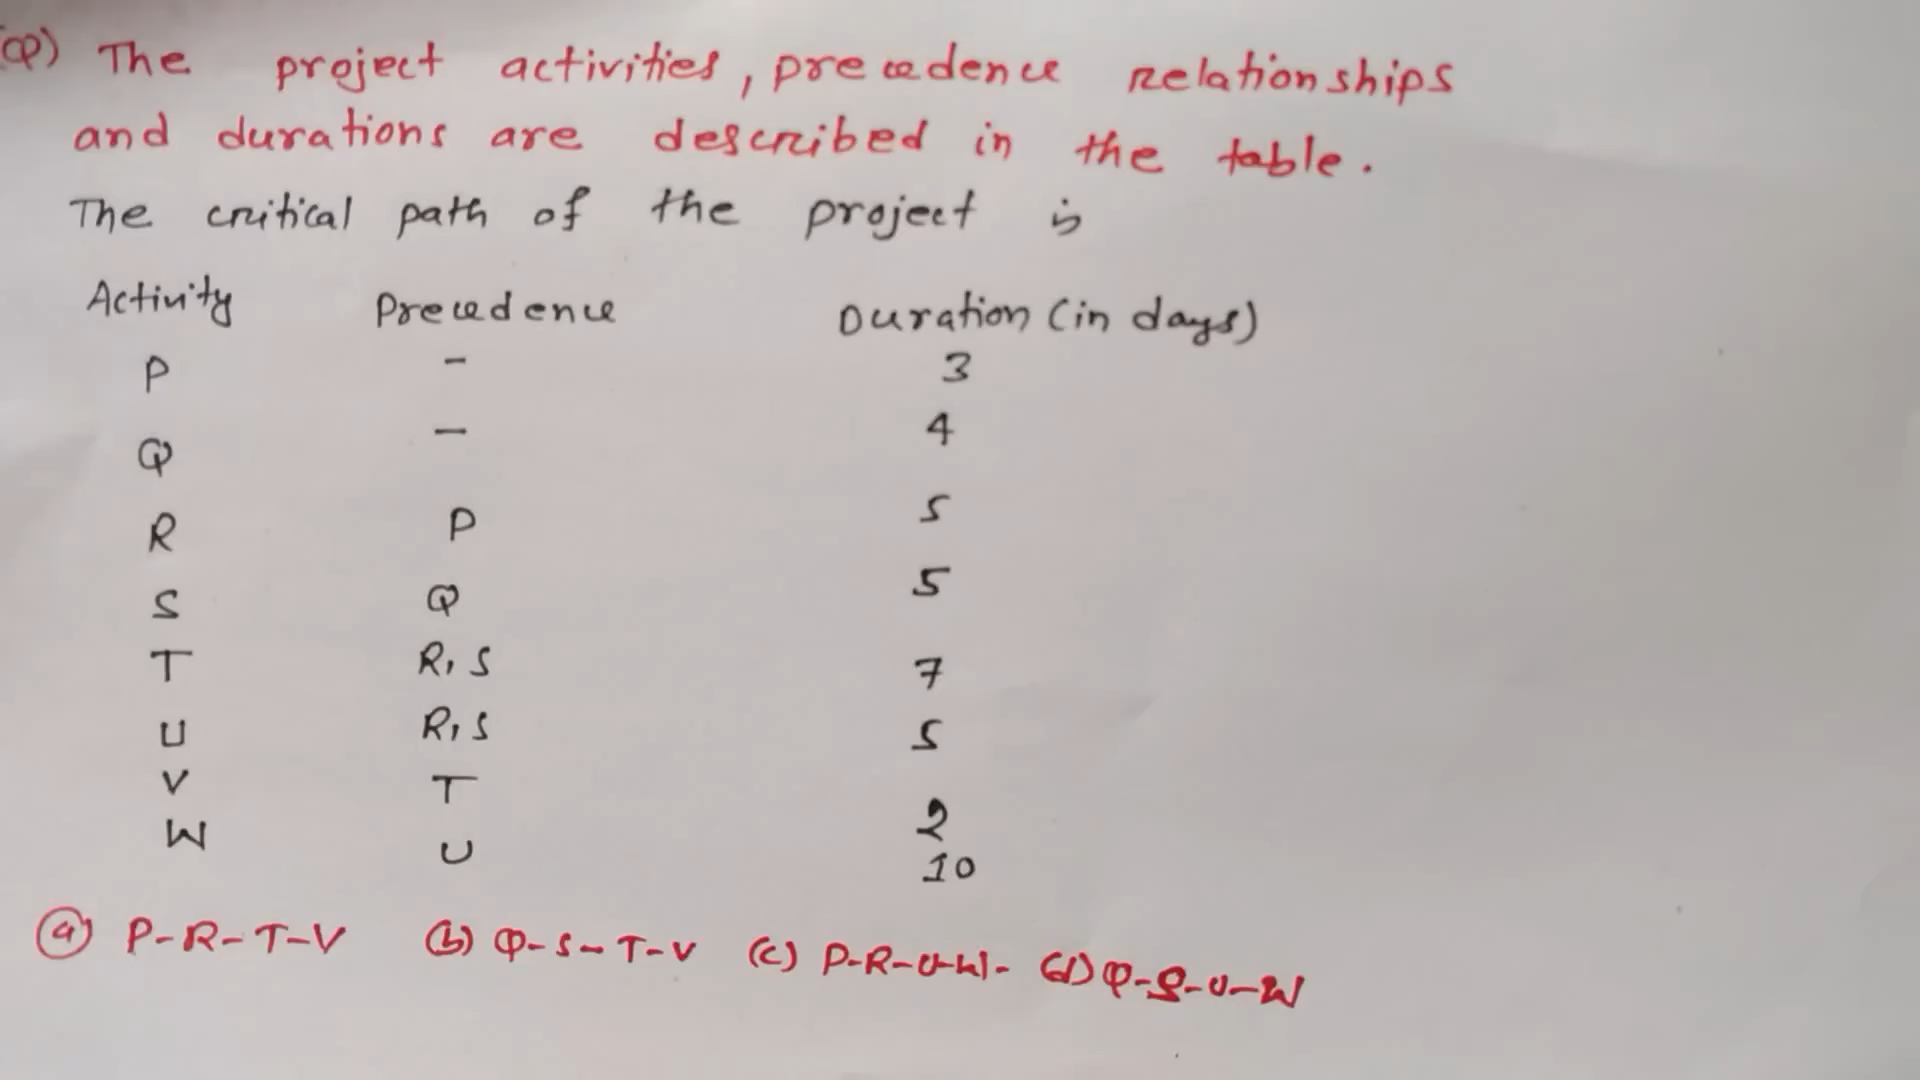 Q) The project activities, precedence relationships
and durations are described in the table.
The critical path of the project is
Activity Precedence Duration (in days)
P - 3
Q - 4
R P 5
S Q 5
T R, S 7
U R, S 5
V T 2
W U 10
(a) P-R-T-V (b) Q-S-T-V (c) P-R-U-W- (d) Q-S-U-W